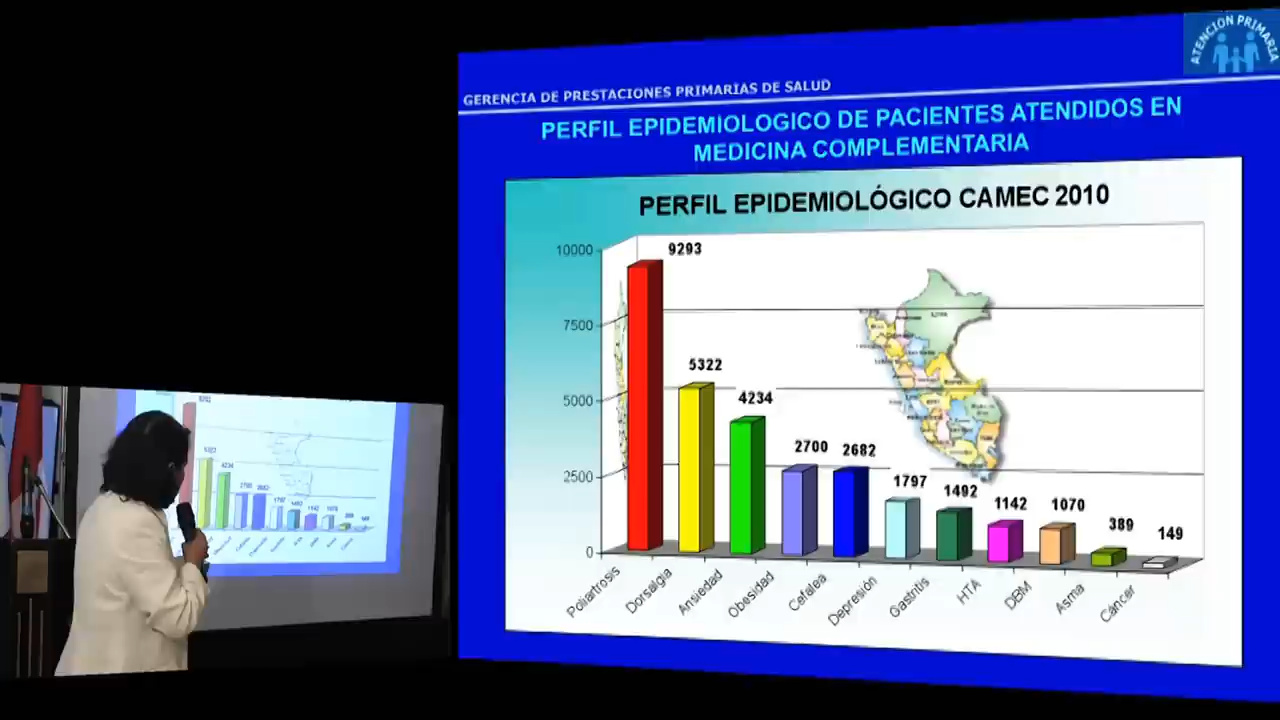 ATENCION PRIMARIA
GERENCIA DE PRESTACIONES PRIMARIAS DE SALUD
PERFIL EPIDEMIOLOGICO DE PACIENTES ATENDIDOS EN
MEDICINA COMPLEMENTARIA
PERFIL EPIDEMIOLÓGICO CAMEC 2010
10000
7500
5000
2500
0
9293
5322
4234
2700
2682
1797
1492
1142
1070
389
149
Poliartrosis
Dorsalgia
Ansiedad
Obesidad
Cefalea
Depresión
Gastritis
HTA
DBM
Asma
Cáncer